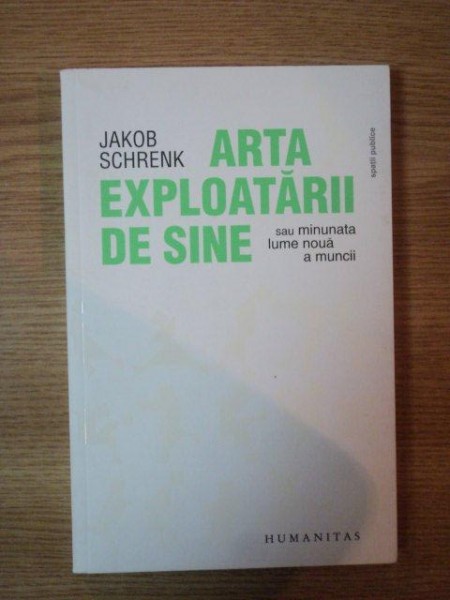 JAKOB
SCHRENK
ARTA
EXPLOATĂRII
DE SINE
sau minunata
lume nouă
a muncii
spații publice
HUMANITAS